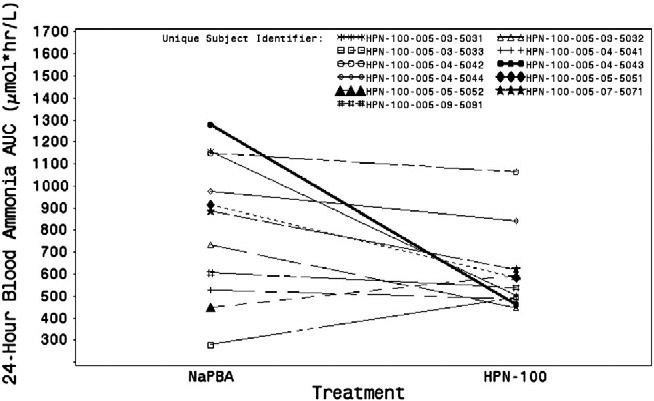 Unique Subject Identifier:
HPN-100-005-03-5031 HPN-100-005-03-5032
HPN-100-005-03-5033 HPN-100-005-04-5041
HPN-100-005-04-5042 HPN-100-005-04-5043
HPN-100-005-04-5044 HPN-100-005-05-5051
HPN-100-005-05-5052 HPN-100-005-07-5071
HPN-100-005-09-5091
24-Hour Blood Ammonia AUC (µmol*hr/L)
1700
1600
1500
1400
1300
1200
1100
1000
900
800
700
600
500
400
300
NaPBA HPN-100
Treatment